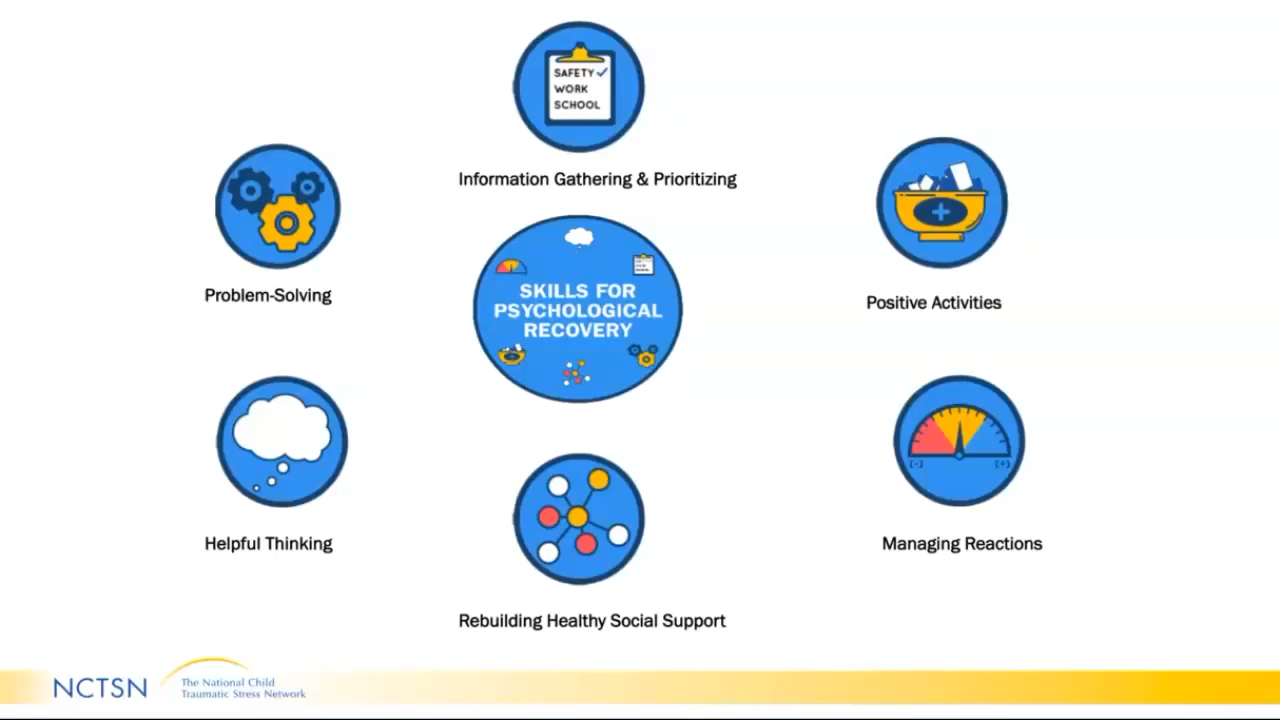 SAFETY ✓
WORK
SCHOOL
Information Gathering & Prioritizing
Problem-Solving
Positive Activities
SKILLS FOR
PSYCHOLOGICAL
RECOVERY
Helpful Thinking
(-) (+)
Managing Reactions
Rebuilding Healthy Social Support
NCTSN
The National Child
Traumatic Stress Network